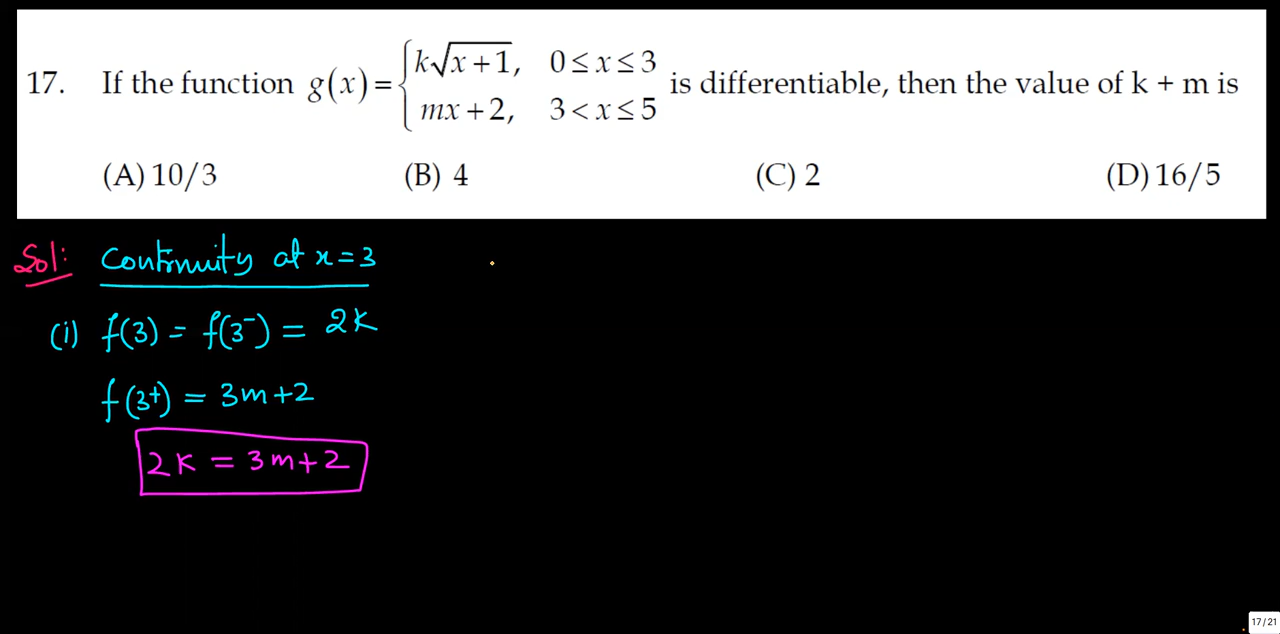 17. If the function g(x) = { k√(x+1), 0 ≤ x ≤ 3
mx + 2, 3 < x ≤ 5 is differentiable, then the value of k + m is
(A) 10/3 (B) 4 (C) 2 (D) 16/5
Sol: Continuity at x = 3
(i) f(3) = f(3⁻) = 2K
f(3⁺) = 3m + 2
2K = 3m + 2
17/21